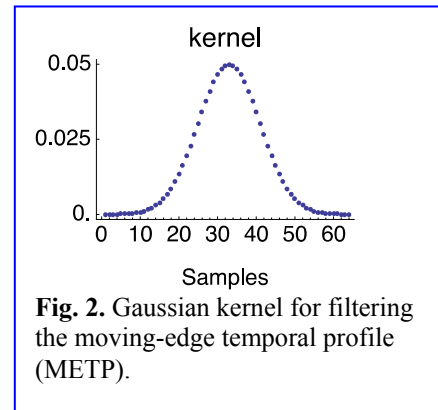 kernel
0.05
0.025
0.
0 10 20 30 40 50 60
Samples
Fig. 2. Gaussian kernel for filtering
the moving-edge temporal profile
(METP).